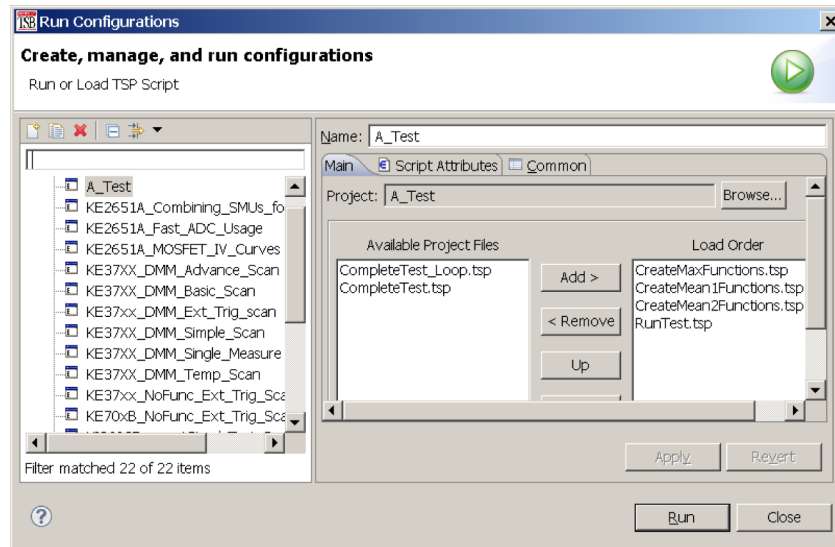 TSB Run Configurations
Create, manage, and run configurations
Run or Load TSP Script
A_Test
KE2651A_Combining_SMUs_fo
KE2651A_Fast_ADC_Usage
KE2651A_MOSFET_IV_Curves
KE37XX_DMM_Advance_Scan
KE37Xx_DMM_Basic_Scan
KE37xx_DMM_Ext_Trig_scan
KE37XX_DMM_Simple_Scan
KE37XX_DMM_Single_Measure
KE37XX_DMM_Temp_Scan
KE37xx_NoFunc_Ext_Trig_Sca
KE70xB_NoFunc_Ext_Trig_Sca
Filter matched 22 of 22 items
Name: A_Test
Main Script Attributes Common
Project: A_Test Browse...
Available Project Files
CompleteTest_Loop.tsp
CompleteTest.tsp
Add >
< Remove
Up
Load Order
CreateMaxFunctions.tsp
CreateMean1Functions.tsp
CreateMean2Functions.tsp
RunTest.tsp
Apply Revert
? Run Close